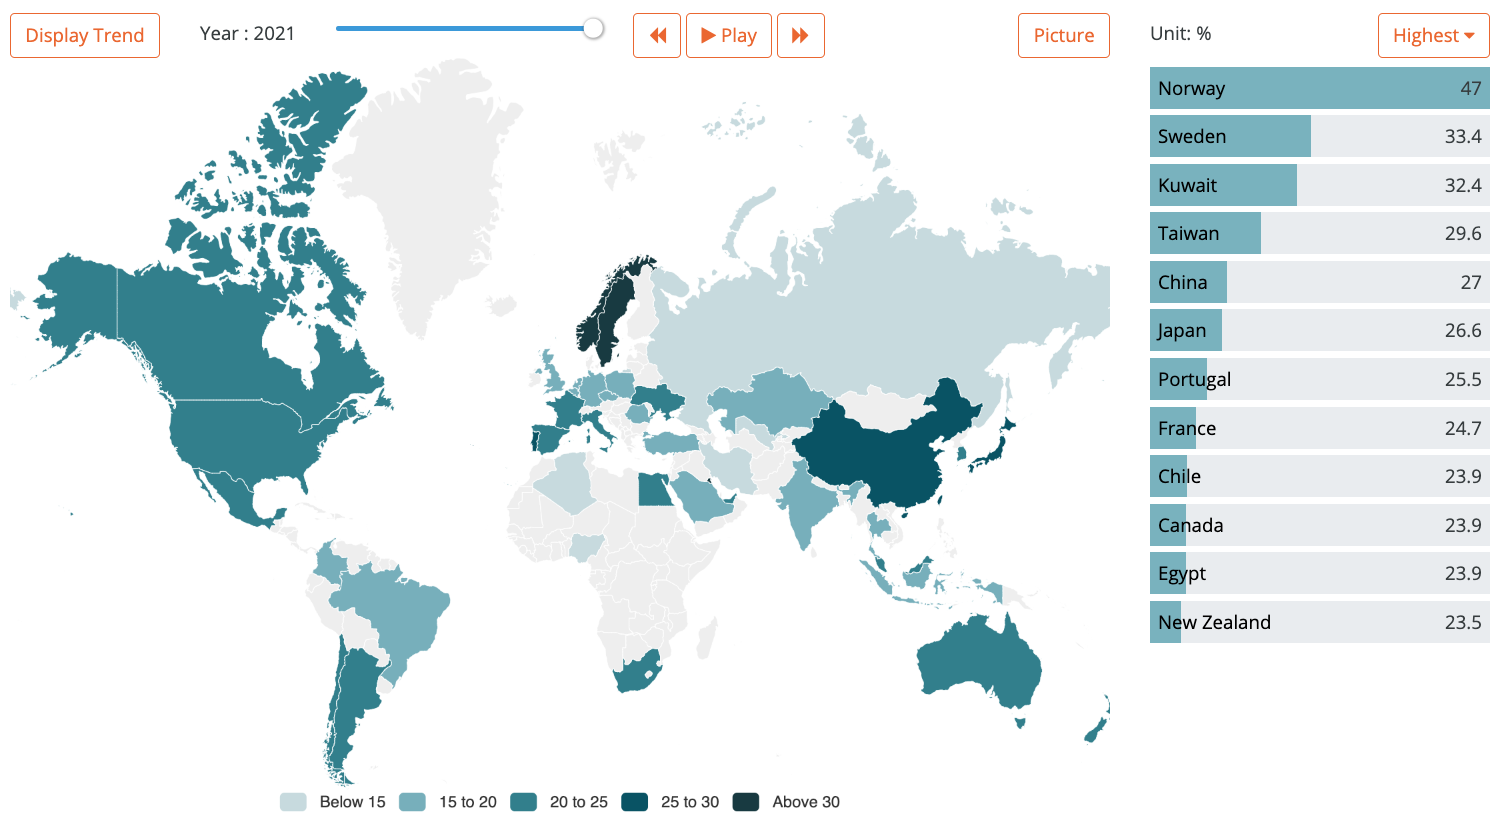 Display Trend
Year : 2021
Play
Picture
Unit: %
Highest
Norway 47
Sweden 33.4
Kuwait 32.4
Taiwan 29.6
China 27
Japan 26.6
Portugal 25.5
France 24.7
Chile 23.9
Canada 23.9
Egypt 23.9
New Zealand 23.5
Below 15
15 to 20
20 to 25
25 to 30
Above 30